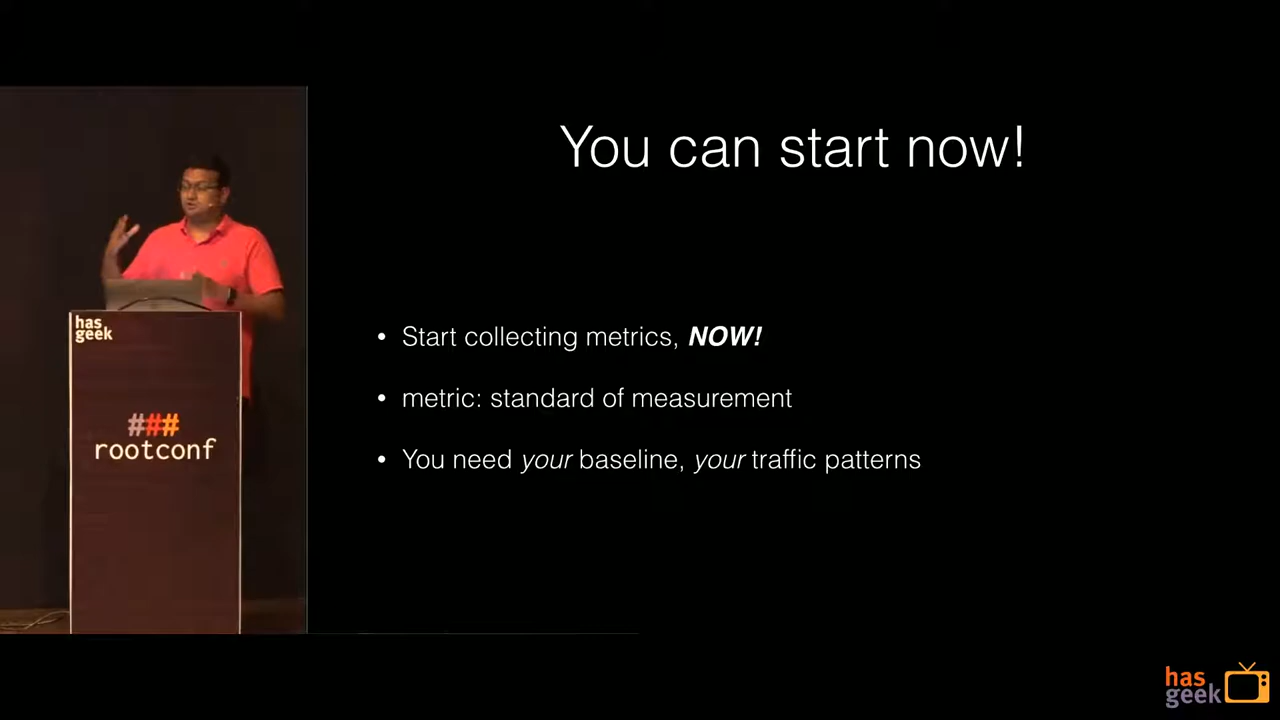 You can start now!
• Start collecting metrics, NOW!
• metric: standard of measurement
• You need your baseline, your traffic patterns
has
geek
###
rootconf
has
geek